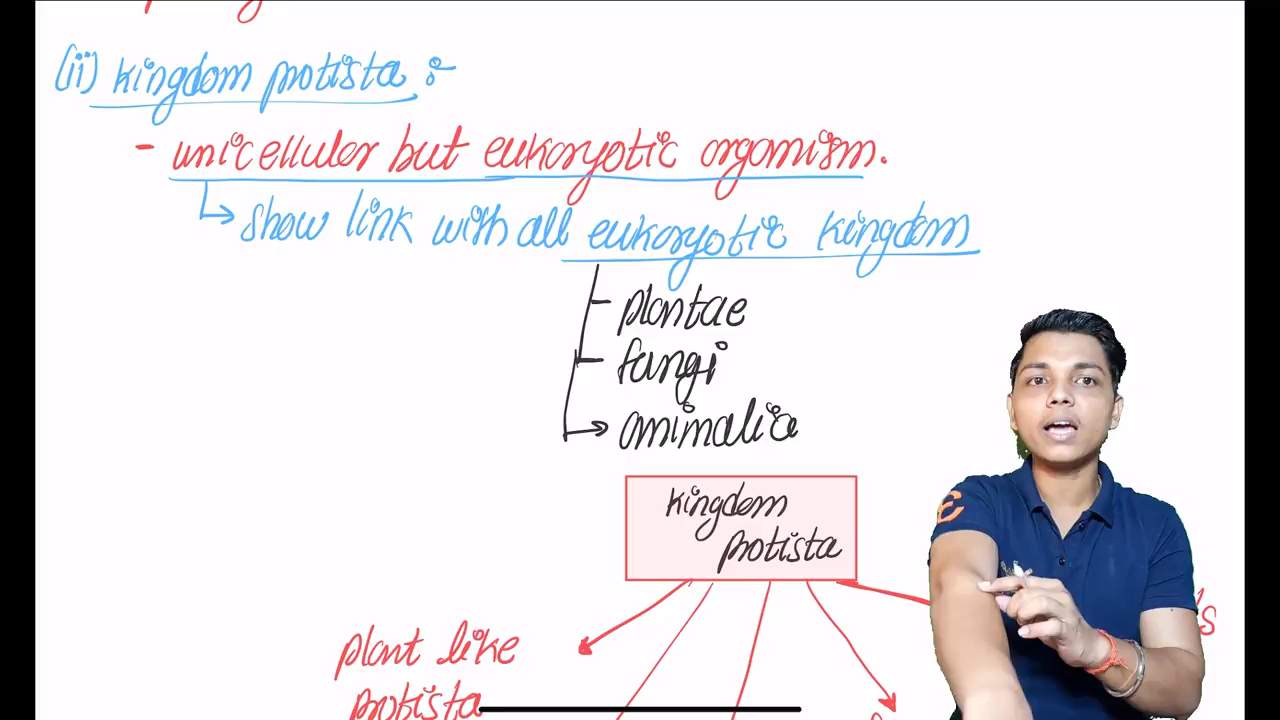 (ii) kingdom protista :-
- unicellular but eukaryotic organism.
show link with all eukaryotic kingdom
plantae
fungi
animalia
kingdom
protista
plant like
protista